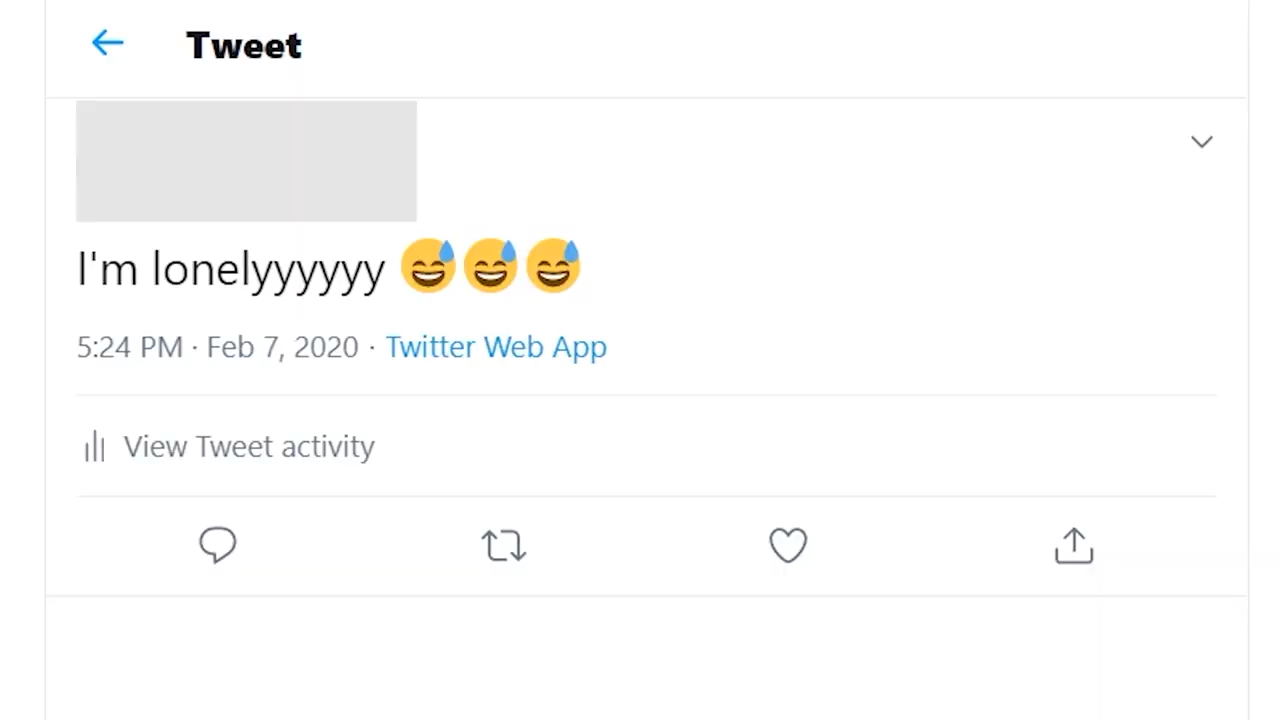 Tweet
I'm lonelyyyyyy 😅😅😅
5:24 PM · Feb 7, 2020 · Twitter Web App
View Tweet activity